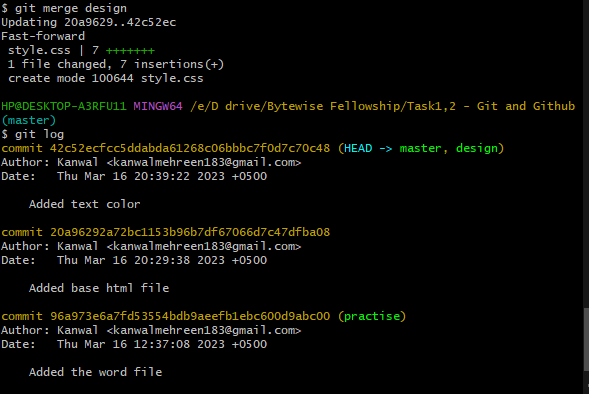 $ git merge design
Updating 20a9629..42c52ec
Fast-forward
 style.css | 7 +++++++
 1 file changed, 7 insertions(+)
 create mode 100644 style.css

HP@DESKTOP-A3RFU11 MINGW64 /e/D drive/Bytewise Fellowship/Task1,2 - Git and Github
(master)
$ git log
commit 42c52ecfcc5ddabda61268c06bbbc7f0d7c70c48 (HEAD -> master, design)
Author: Kanwal <kanwalmehreen183@gmail.com>
Date:   Thu Mar 16 20:39:22 2023 +0500

    Added text color

commit 20a96292a72bc1153b96b7df67066d7c47dfba08
Author: Kanwal <kanwalmehreen183@gmail.com>
Date:   Thu Mar 16 20:29:38 2023 +0500

    Added base html file

commit 96a973e6a7fd53554bdb9aeefb1ebc600d9abc00 (practise)
Author: Kanwal <kanwalmehreen183@gmail.com>
Date:   Thu Mar 16 12:37:08 2023 +0500

    Added the word file